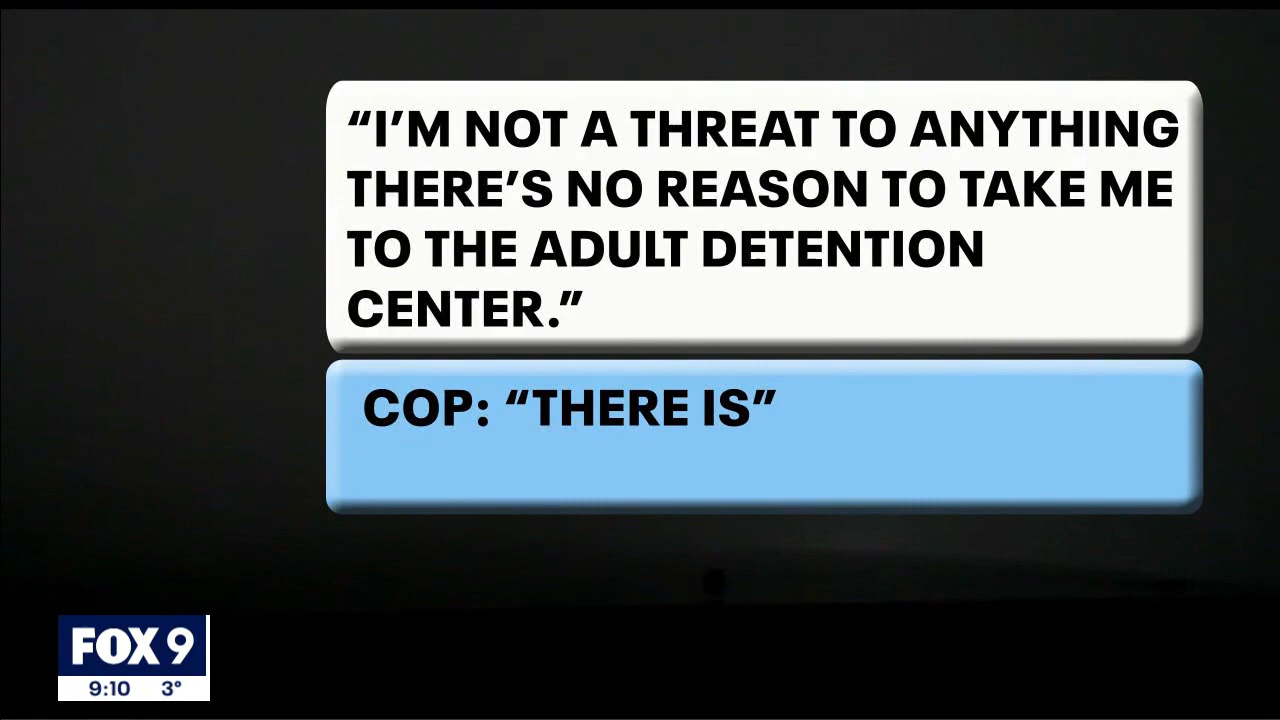 “I’M NOT A THREAT TO ANYTHING
THERE’S NO REASON TO TAKE ME
TO THE ADULT DETENTION
CENTER.”
COP: “THERE IS”
FOX 9
9:10 3°